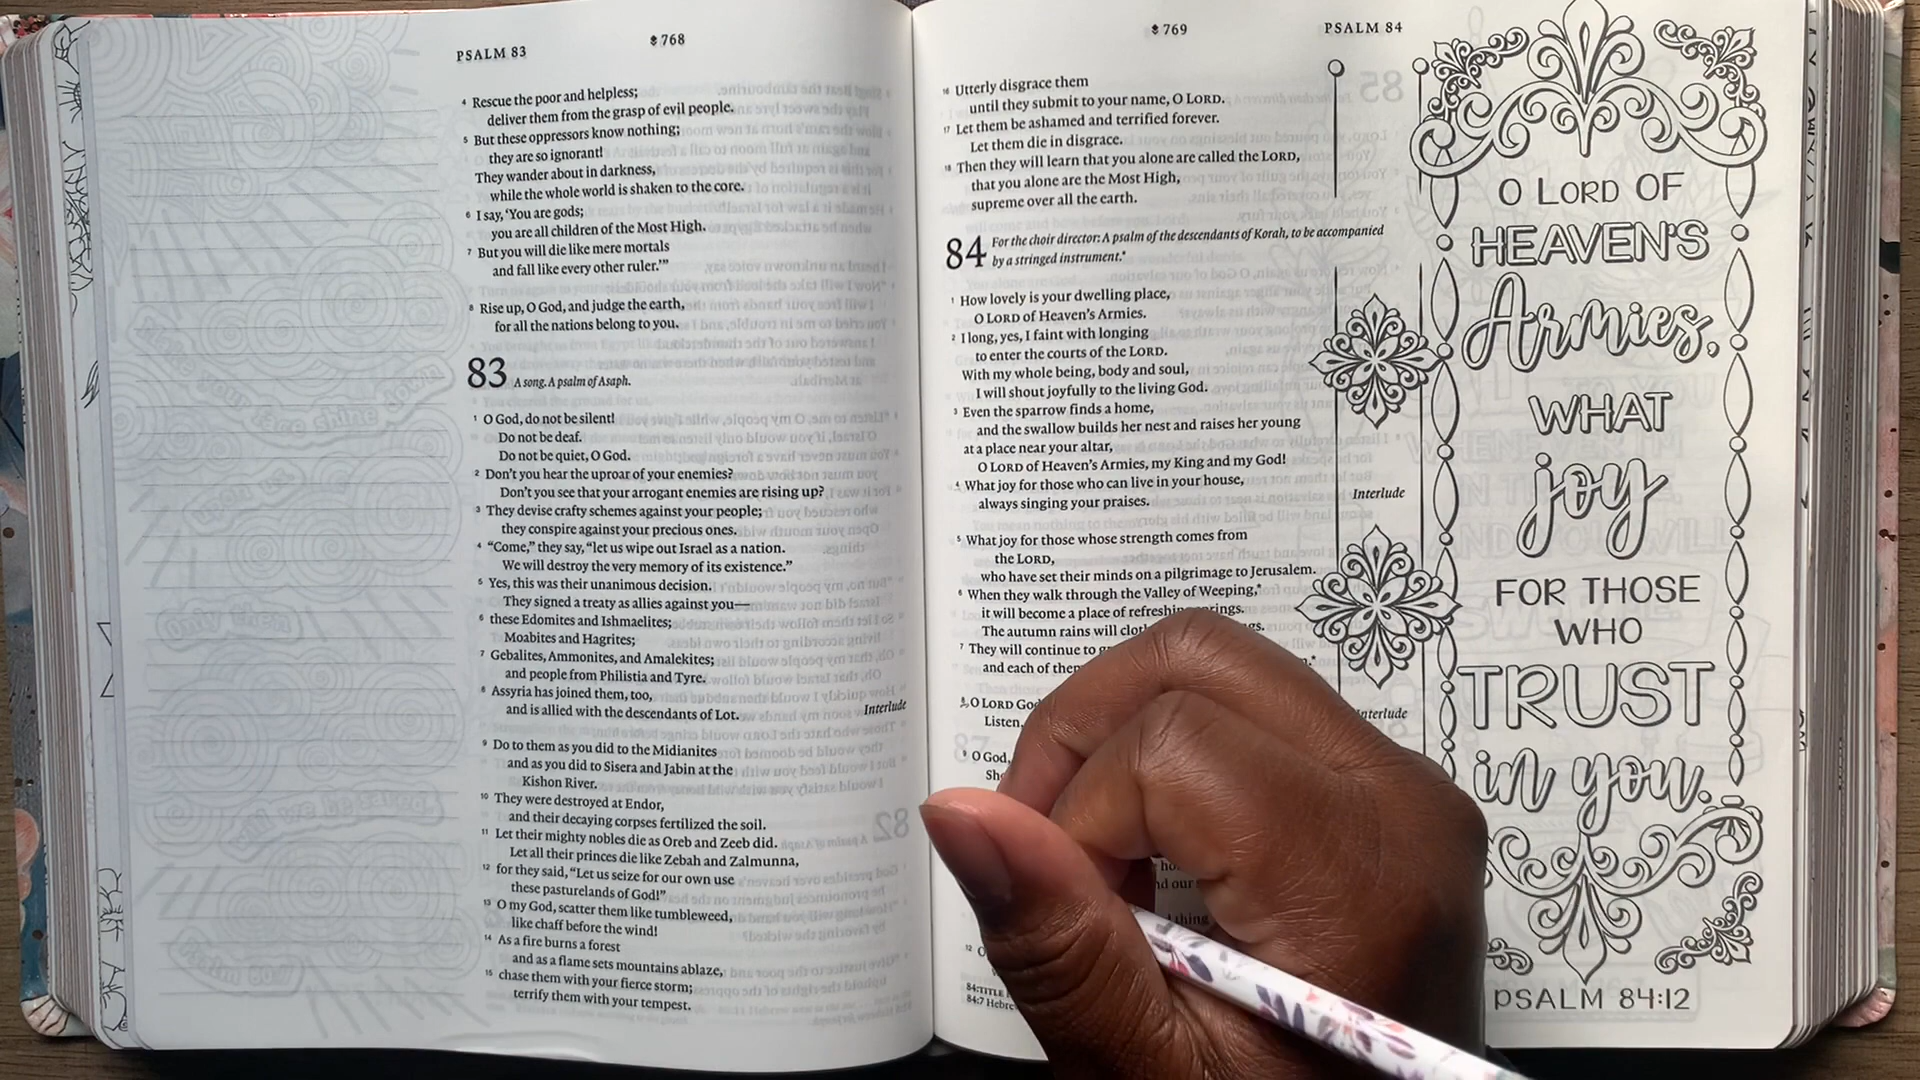 PSALM 83
768
4 Rescue the poor and helpless;
deliver them from the grasp of evil people.
5 But these oppressors know nothing;
they are so ignorant!
They wander about in darkness,
while the whole world is shaken to the core.
6 I say, ‘You are gods;
you are all children of the Most High.
7 But you will die like mere mortals
and fall like every other ruler.’”
8 Rise up, O God, and judge the earth,
for all the nations belong to you.
83 A song. A psalm of Asaph.
1 O God, do not be silent!
Do not be deaf.
Do not be quiet, O God.
2 Don’t you hear the uproar of your enemies?
Don’t you see that your arrogant enemies are rising up?
3 They devise crafty schemes against your people;
they conspire against your precious ones.
4 “Come,” they say, “let us wipe out Israel as a nation.
We will destroy the very memory of its existence.”
5 Yes, this was their unanimous decision.
They signed a treaty as allies against you—
6 these Edomites and Ishmaelites;
Moabites and Hagrites;
7 Gebalites, Ammonites, and Amalekites;
and people from Philistia and Tyre.
8 Assyria has joined them, too,
and is allied with the descendants of Lot. Interlude
9 Do to them as you did to the Midianites
and as you did to Sisera and Jabin at the
Kishon River.
10 They were destroyed at Endor,
and their decaying corpses fertilized the soil.
11 Let their mighty nobles die as Oreb and Zeeb did.
Let all their princes die like Zebah and Zalmunna,
12 for they said, “Let us seize for our own use
these pasturelands of God!”
13 O my God, scatter them like tumbleweed,
like chaff before the wind!
14 As a fire burns a forest
and as a flame sets mountains ablaze,
15 chase them with your fierce storm;
terrify them with your tempest.
769
PSALM 84
16 Utterly disgrace them
until they submit to your name, O LORD.
17 Let them be ashamed and terrified forever.
Let them die in disgrace.
18 Then they will learn that you alone are called the LORD,
that you alone are the Most High,
supreme over all the earth.
84 For the choir director: A psalm of the descendants of Korah, to be accompanied
by a stringed instrument.*
1 How lovely is your dwelling place,
O LORD of Heaven’s Armies.
2 I long, yes, I faint with longing
to enter the courts of the LORD.
With my whole being, body and soul,
I will shout joyfully to the living God.
3 Even the sparrow finds a home,
and the swallow builds her nest and raises her young
at a place near your altar,
O LORD of Heaven’s Armies, my King and my God!
4 What joy for those who can live in your house,
always singing your praises. Interlude
5 What joy for those whose strength comes from
the LORD,
who have set their minds on a pilgrimage to Jerusalem.
6 When they walk through the Valley of Weeping,*
it will become a place of refreshing springs.
The autumn rains will
7 They will continue to
and each of
8 O LORD
Listen,
Interlude
9 O God,
12
84:TITLE
84:7
O LORD OF
HEAVEN'S
Armies,
WHAT
joy
FOR THOSE
WHO
TRUST
in you.
PSALM 84:12